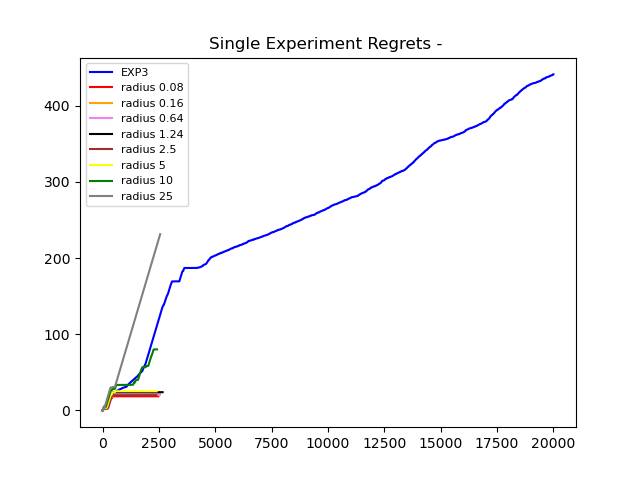 Single Experiment Regrets -
EXP3
radius 0.08
radius 0.16
radius 0.64
radius 1.24
radius 2.5
radius 5
radius 10
radius 25
400
300
200
100
0
0 2500 5000 7500 10000 12500 15000 17500 20000